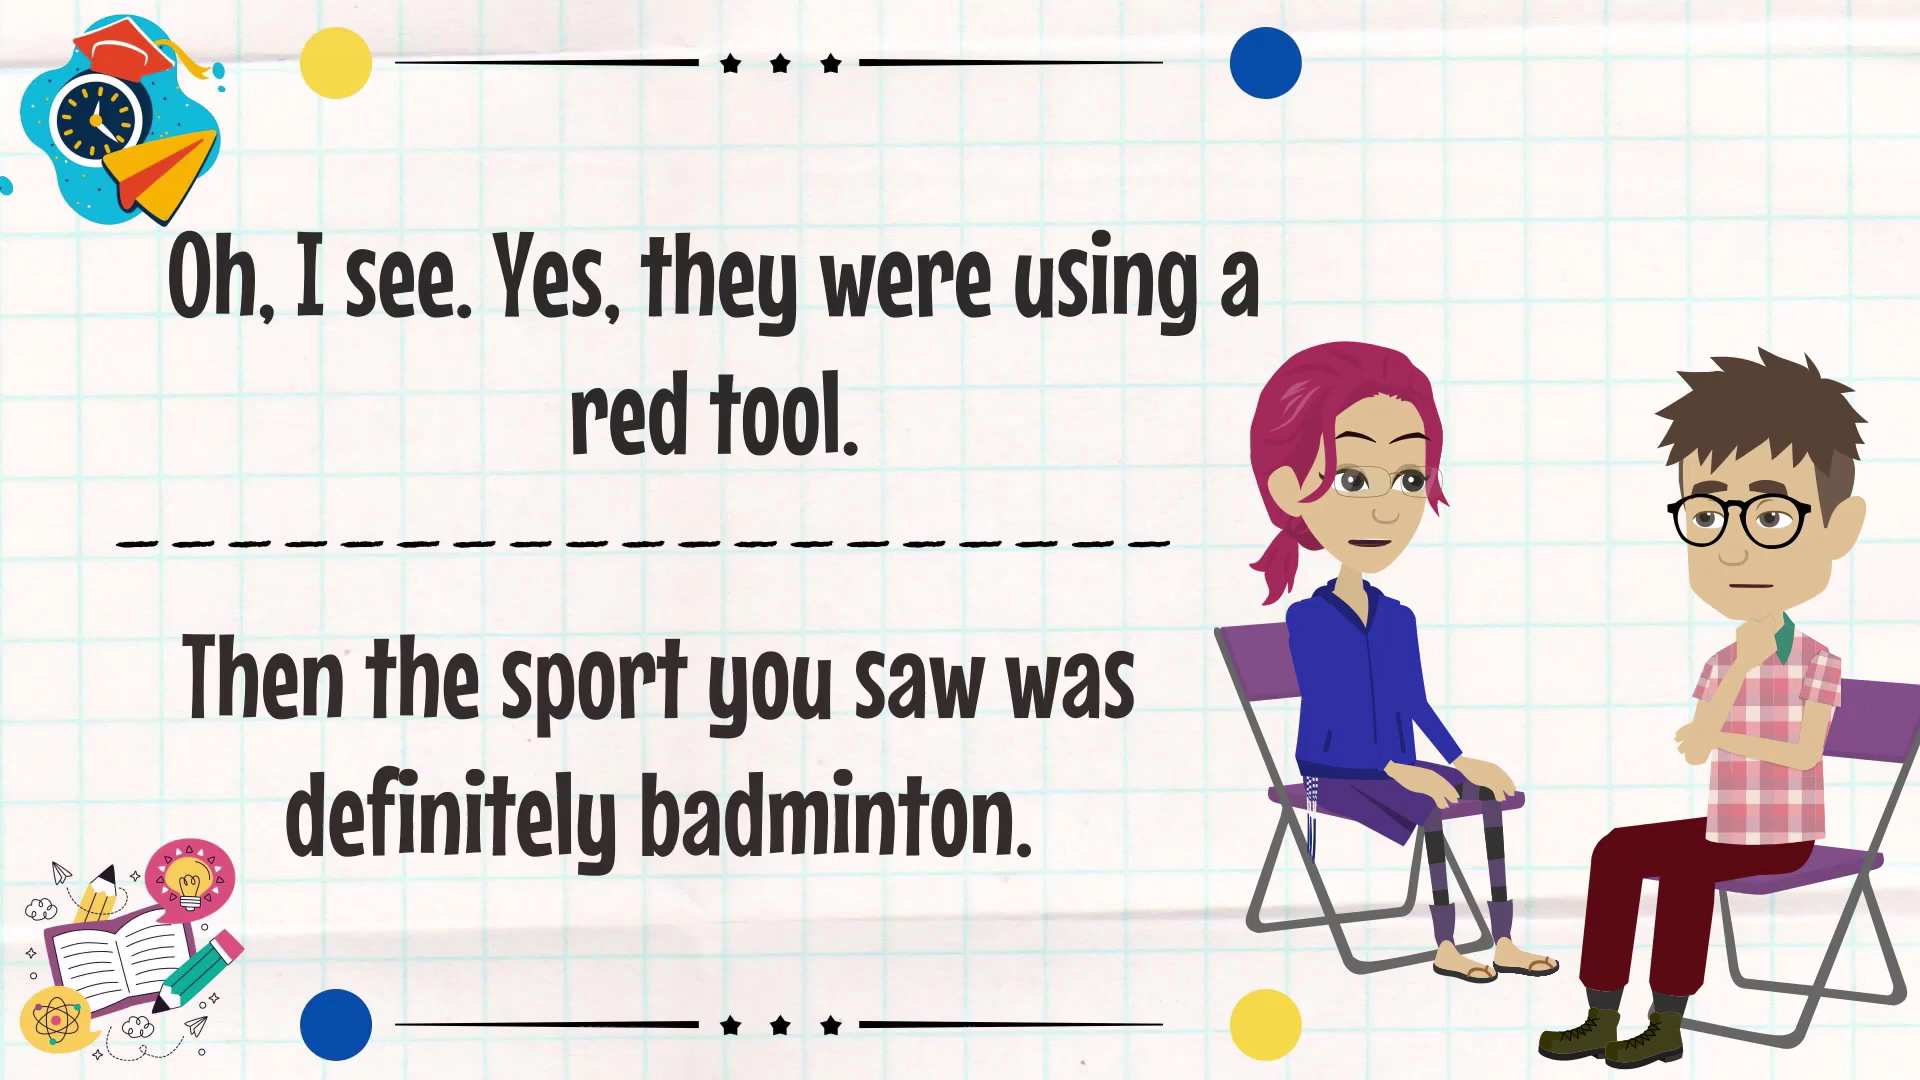 Oh, I see. Yes, they were using a
red tool.
Then the sport you saw was
definitely badminton.